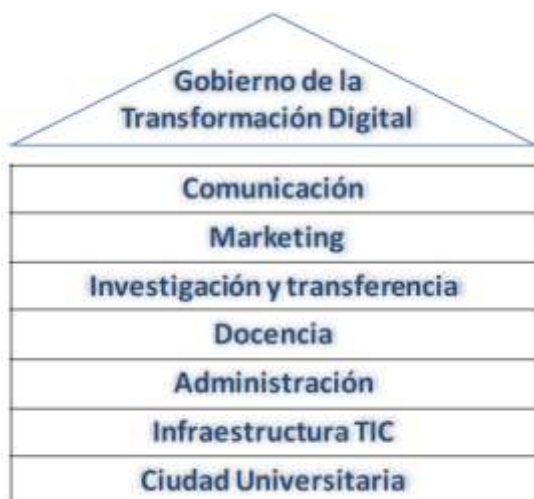 Gobierno de la
Transformación Digital
Comunicación
Marketing
Investigación y transferencia
Docencia
Administración
Infraestructura TIC
Ciudad Universitaria